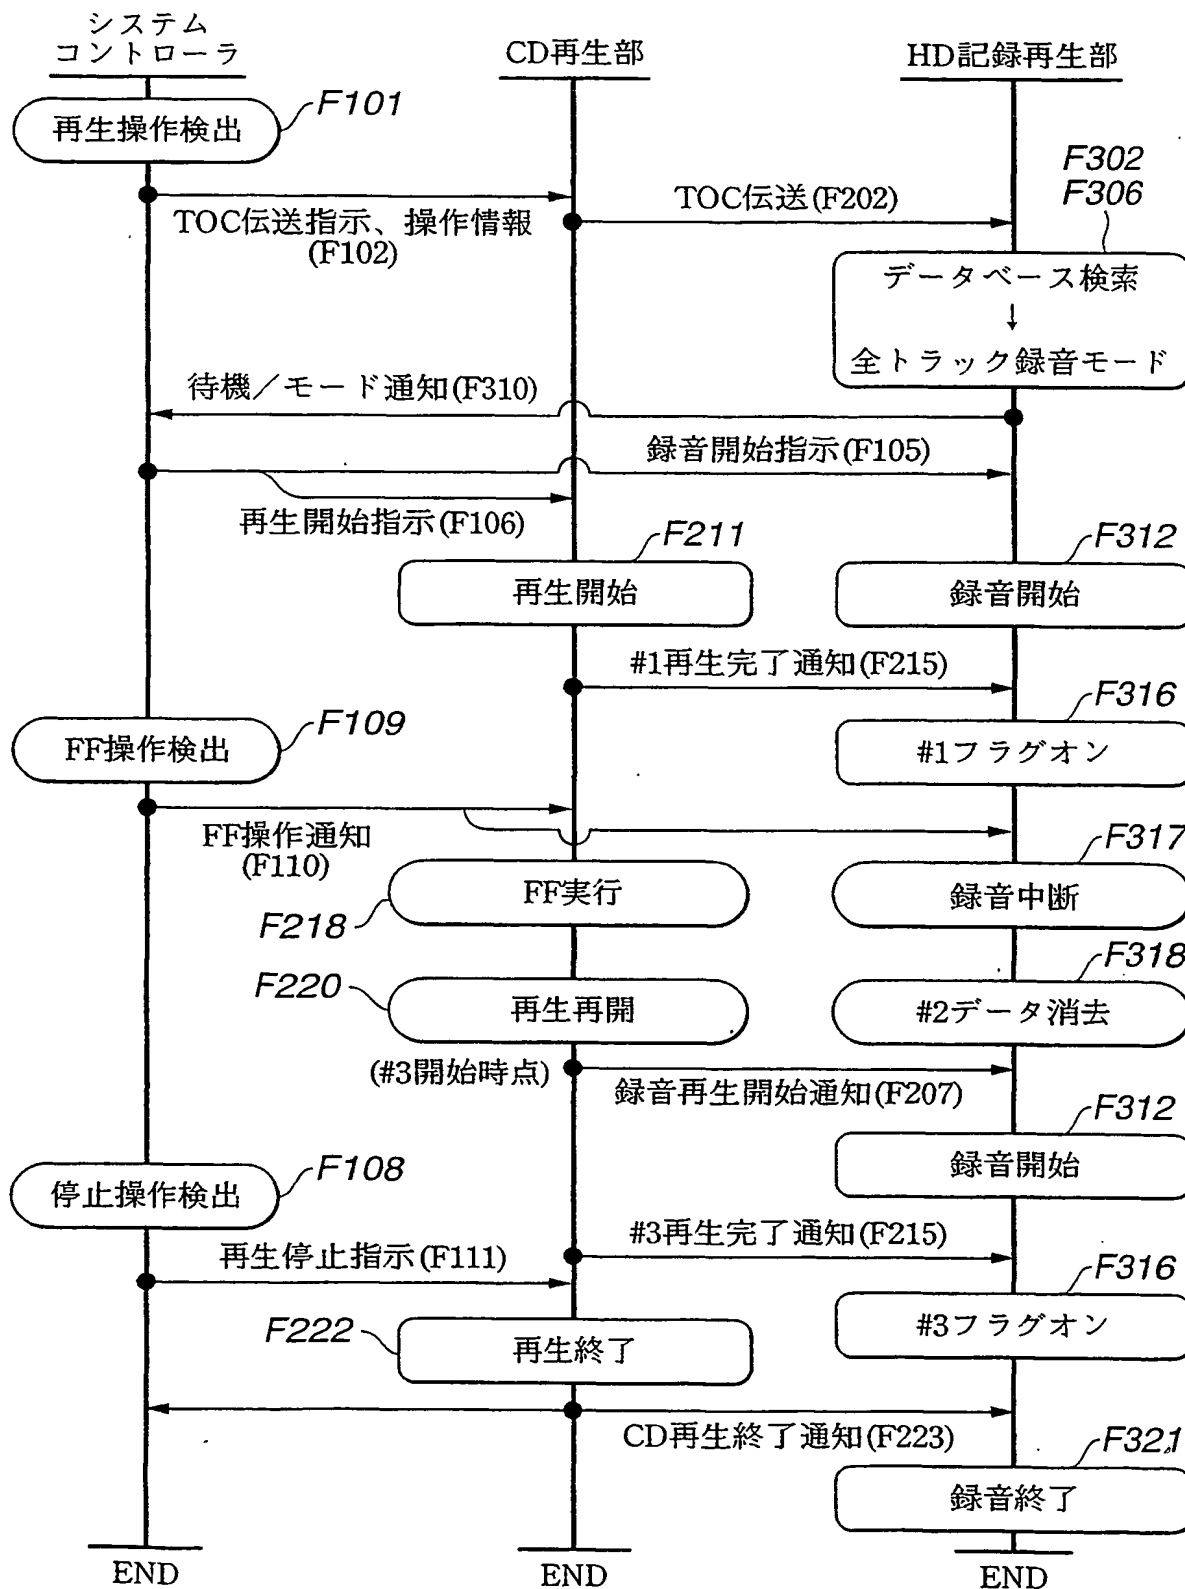 システム
コントローラ
CD再生部
HD記録再生部
再生操作検出
F101
TOC伝送指示、操作情報
(F102)
TOC伝送(F202)
F302
F306
データベース検索
↓
全トラック録音モード
待機／モード通知(F310)
録音開始指示(F105)
再生開始指示(F106)
F211
再生開始
F312
録音開始
#1再生完了通知(F215)
F316
#1フラグオン
F109
FF操作検出
FF操作通知
(F110)
F317
録音中断
FF実行
F218
F318
#2データ消去
F220
再生再開
(#3開始時点)
録音再生開始通知(F207)
F312
録音開始
F108
停止操作検出
#3再生完了通知(F215)
再生停止指示(F111)
F316
#3フラグオン
F222
再生終了
CD再生終了通知(F223)
F321
録音終了
END
END
END